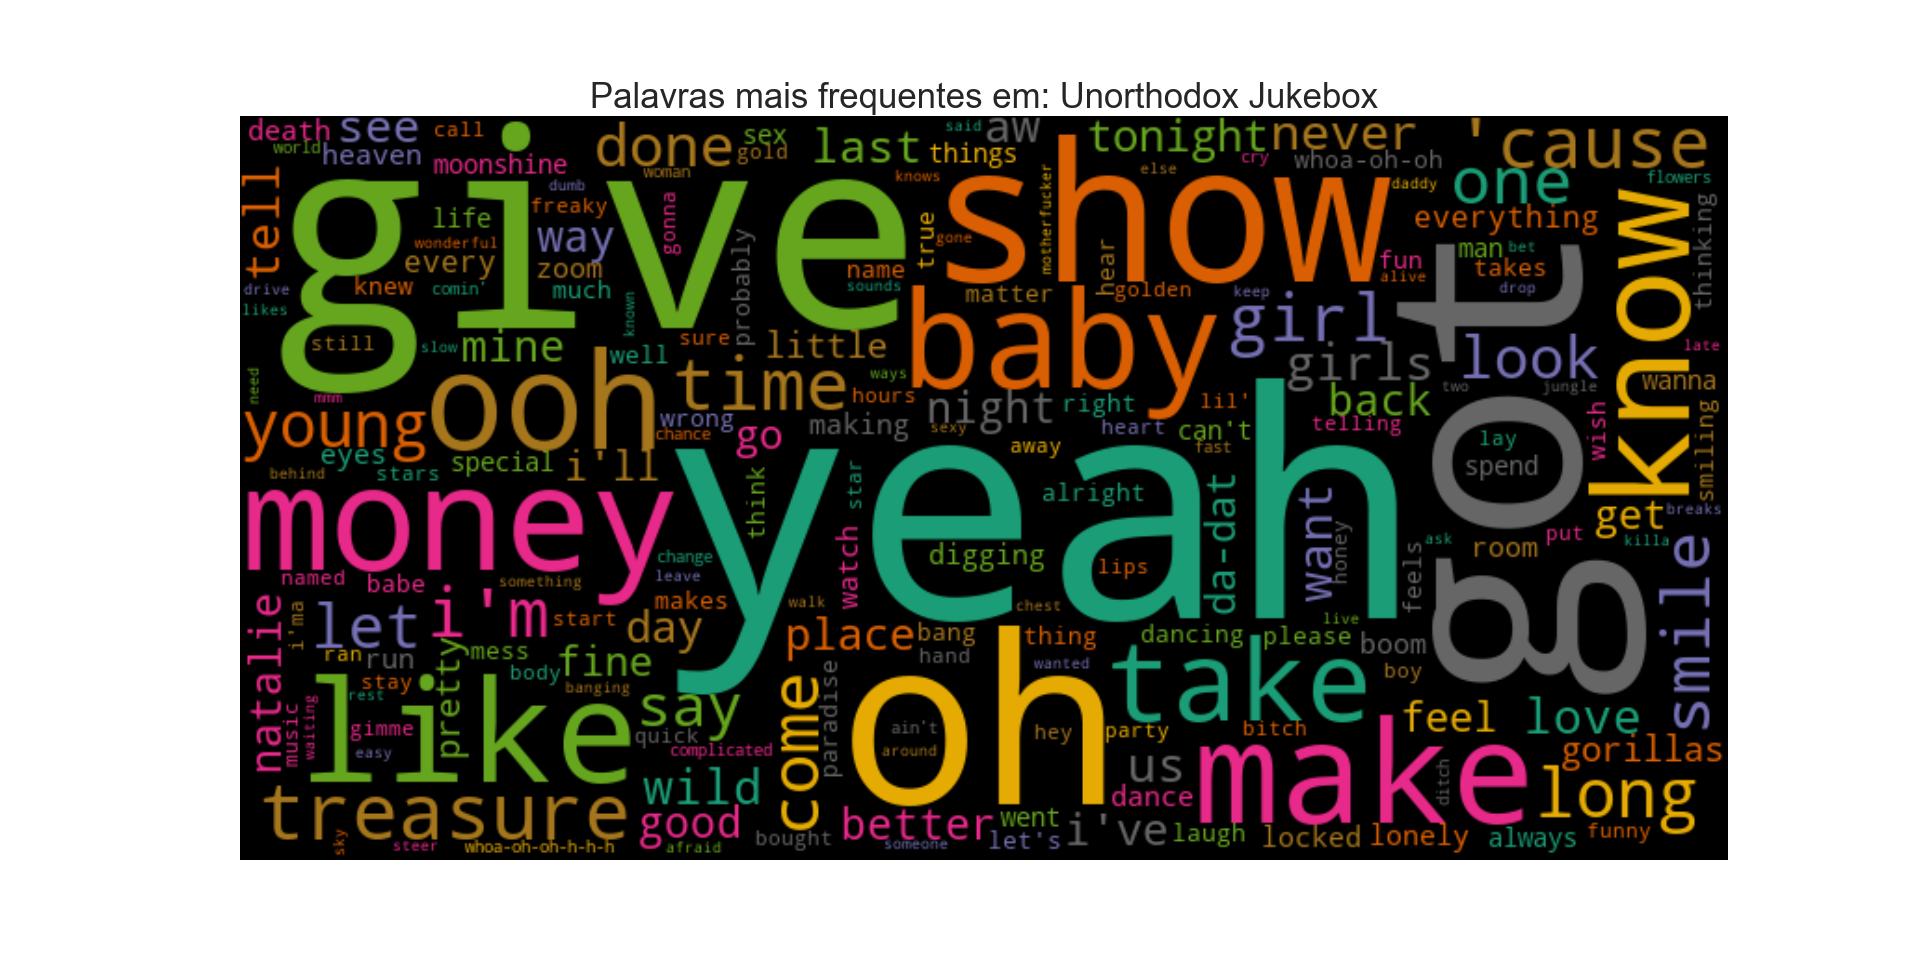 Palavras mais frequentes em: Unorthodox Jukebox
death see call done sex last said aw tonight never 'cause
world heaven moonshine gold things cry whoa-oh-oh one
tell give woman knows show else daddy flowers
dumb freaky life gonna true motherfucker everything know thinking
wonderful way probably gone hear fun man bet
every zoom name alive takes
drive knew comin' much sounds matter golden keep drop got
likes known baby girl
still slow mine well sure little girls look late
need ooh time ways two jungle wanna
mmm hours night right lil' back
young wrong go making sexy heart can't telling wish smiling
chance away fast lay
eyes special i'll spend
behind stars think star alright
money yeah da-dat want get breaks
watch put killa
change digging honey ask room smile
named babe something leave lips feels
natalie i'ma let i'm start makes walk chest live
day place bang thing dancing please boom
ran run mess fine hand wanted
stay pretty body banging paradise oh take boy
rest like say come
music waiting gimme quick ain't hey party bitch feel love
easy complicated around gorillas
wild us make ditch long
treasure good bought better went dance
sky steer whoa-oh-oh-h-h-h afraid someone let's i've laugh locked lonely always funny